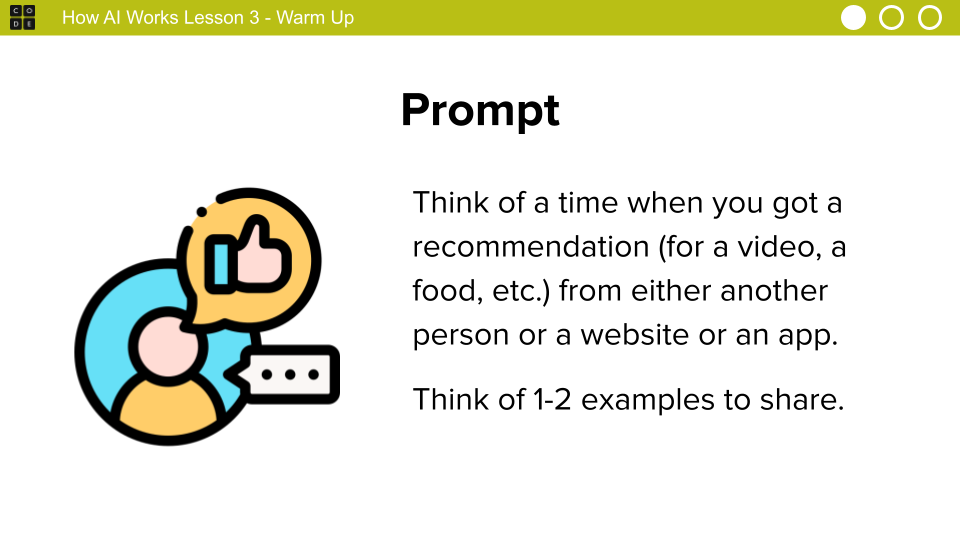 C O
D E
How AI Works Lesson 3 - Warm Up
Prompt
Think of a time when you got a
recommendation (for a video, a
food, etc.) from either another
person or a website or an app.
Think of 1-2 examples to share.